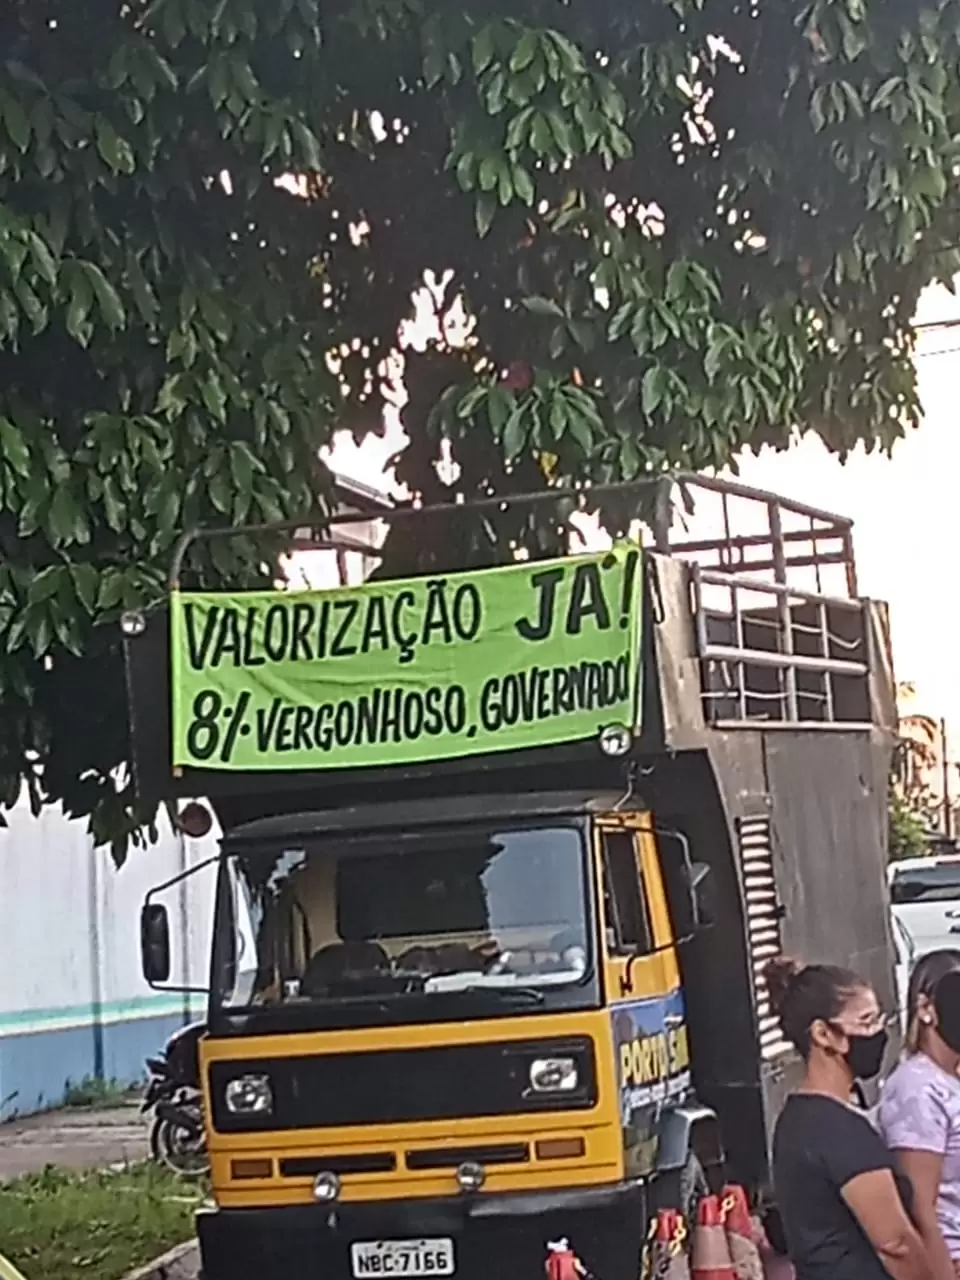 VALORIZAÇÃO JÁ!
8% VERGONHOSO, GOVERNADO
PORTO
NBC·7166